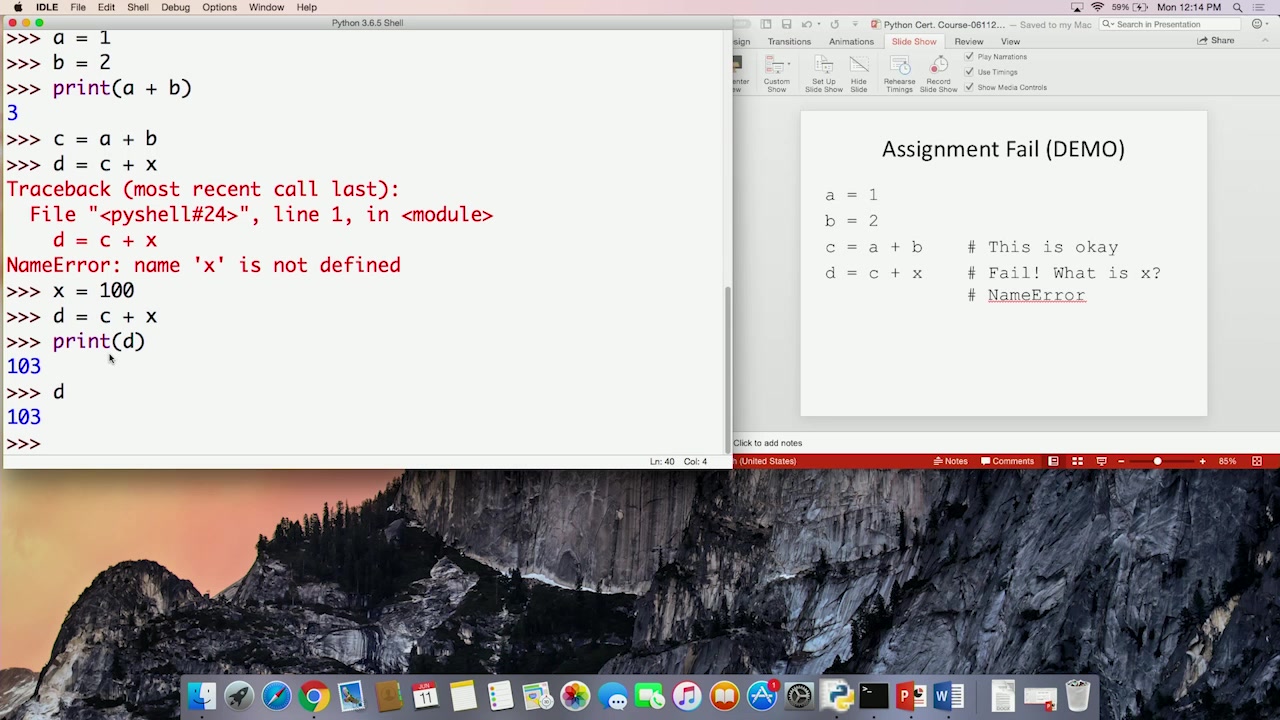 IDLE File Edit Shell Debug Options Window Help
59% Mon 12:14 PM
Python 3.6.5 Shell
>>> a = 1
>>> b = 2
>>> print(a + b)
3
>>> c = a + b
>>> d = c + x
Traceback (most recent call last):
  File "<pyshell#24>", line 1, in <module>
    d = c + x
NameError: name 'x' is not defined
>>> x = 100
>>> d = c + x
>>> print(d)
103
>>> d
103
>>>
Ln: 40 Col: 4
Python Cert. Course-06112... — Saved to my Mac
Search in Presentation
sign Transitions Animations Slide Show Review View
Share
Custom Show
Set Up Slide Show
Hide Slide
Rehearse Timings
Record Slide Show
Play Narrations
Use Timings
Show Media Controls
Assignment Fail (DEMO)
a = 1
b = 2
c = a + b # This is okay
d = c + x # Fail! What is x?
# NameError
Click to add notes
(United States) Notes Comments 85%
JUN
11
1